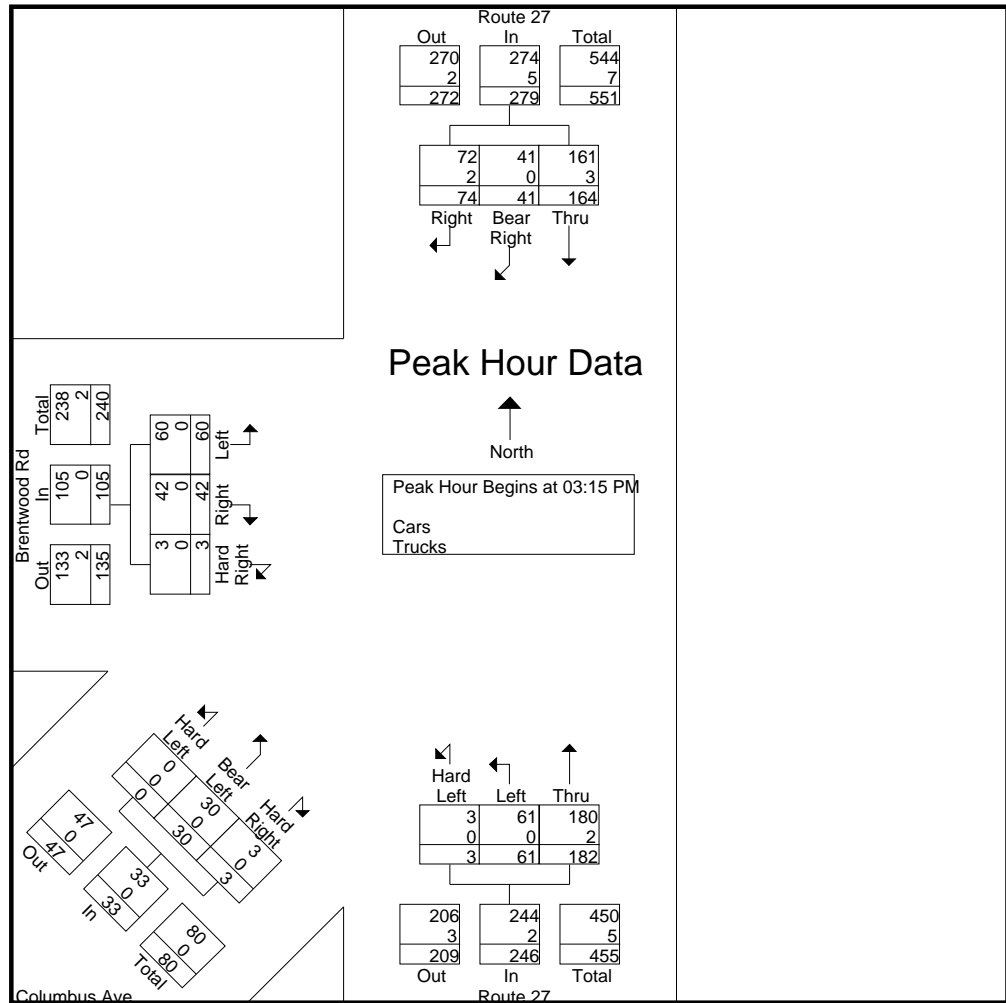 Route 27
Out In Total
270 274 544
2 5 7
272 279 551
72 41 161
2 0 3
74 41 164
Right Bear Right Thru
Peak Hour Data
North
Peak Hour Begins at 03:15 PM
Cars
Trucks
Brentwood Rd
Out In Total
133 105 238
2 0 2
135 105 240
3 42 60
0 0 0
3 42 60
Hard Right Right Left
Hard Left Bear Left Hard Right
0 30 3
0 0 0
0 30 3
47 33 80
0 0 0
47 33 80
Out In Total
Columbus Ave
Hard Left Left Thru
3 61 180
0 0 2
3 61 182
206 244 450
3 2 5
209 246 455
Out In Total
Route 27